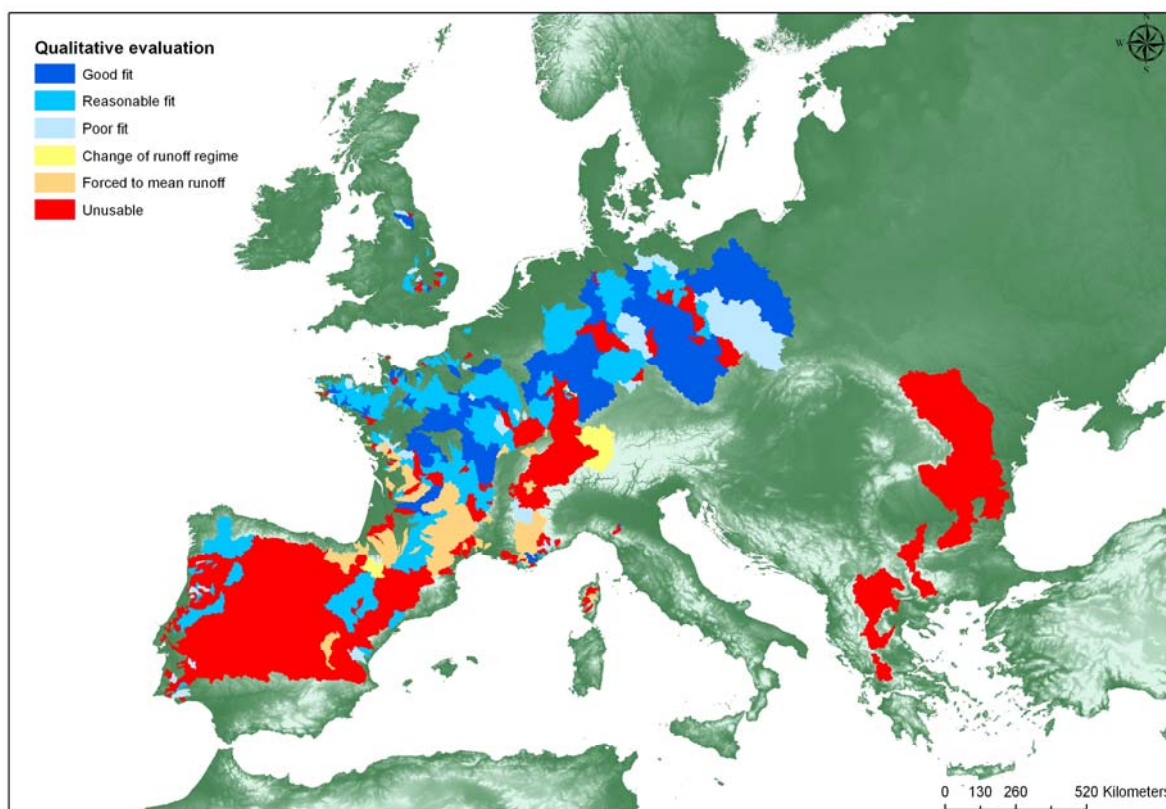 Qualitative evaluation
Good fit
Reasonable fit
Poor fit
Change of runoff regime
Forced to mean runoff
Unusable
N
W
E
S
0 130 260 520 Kilometers